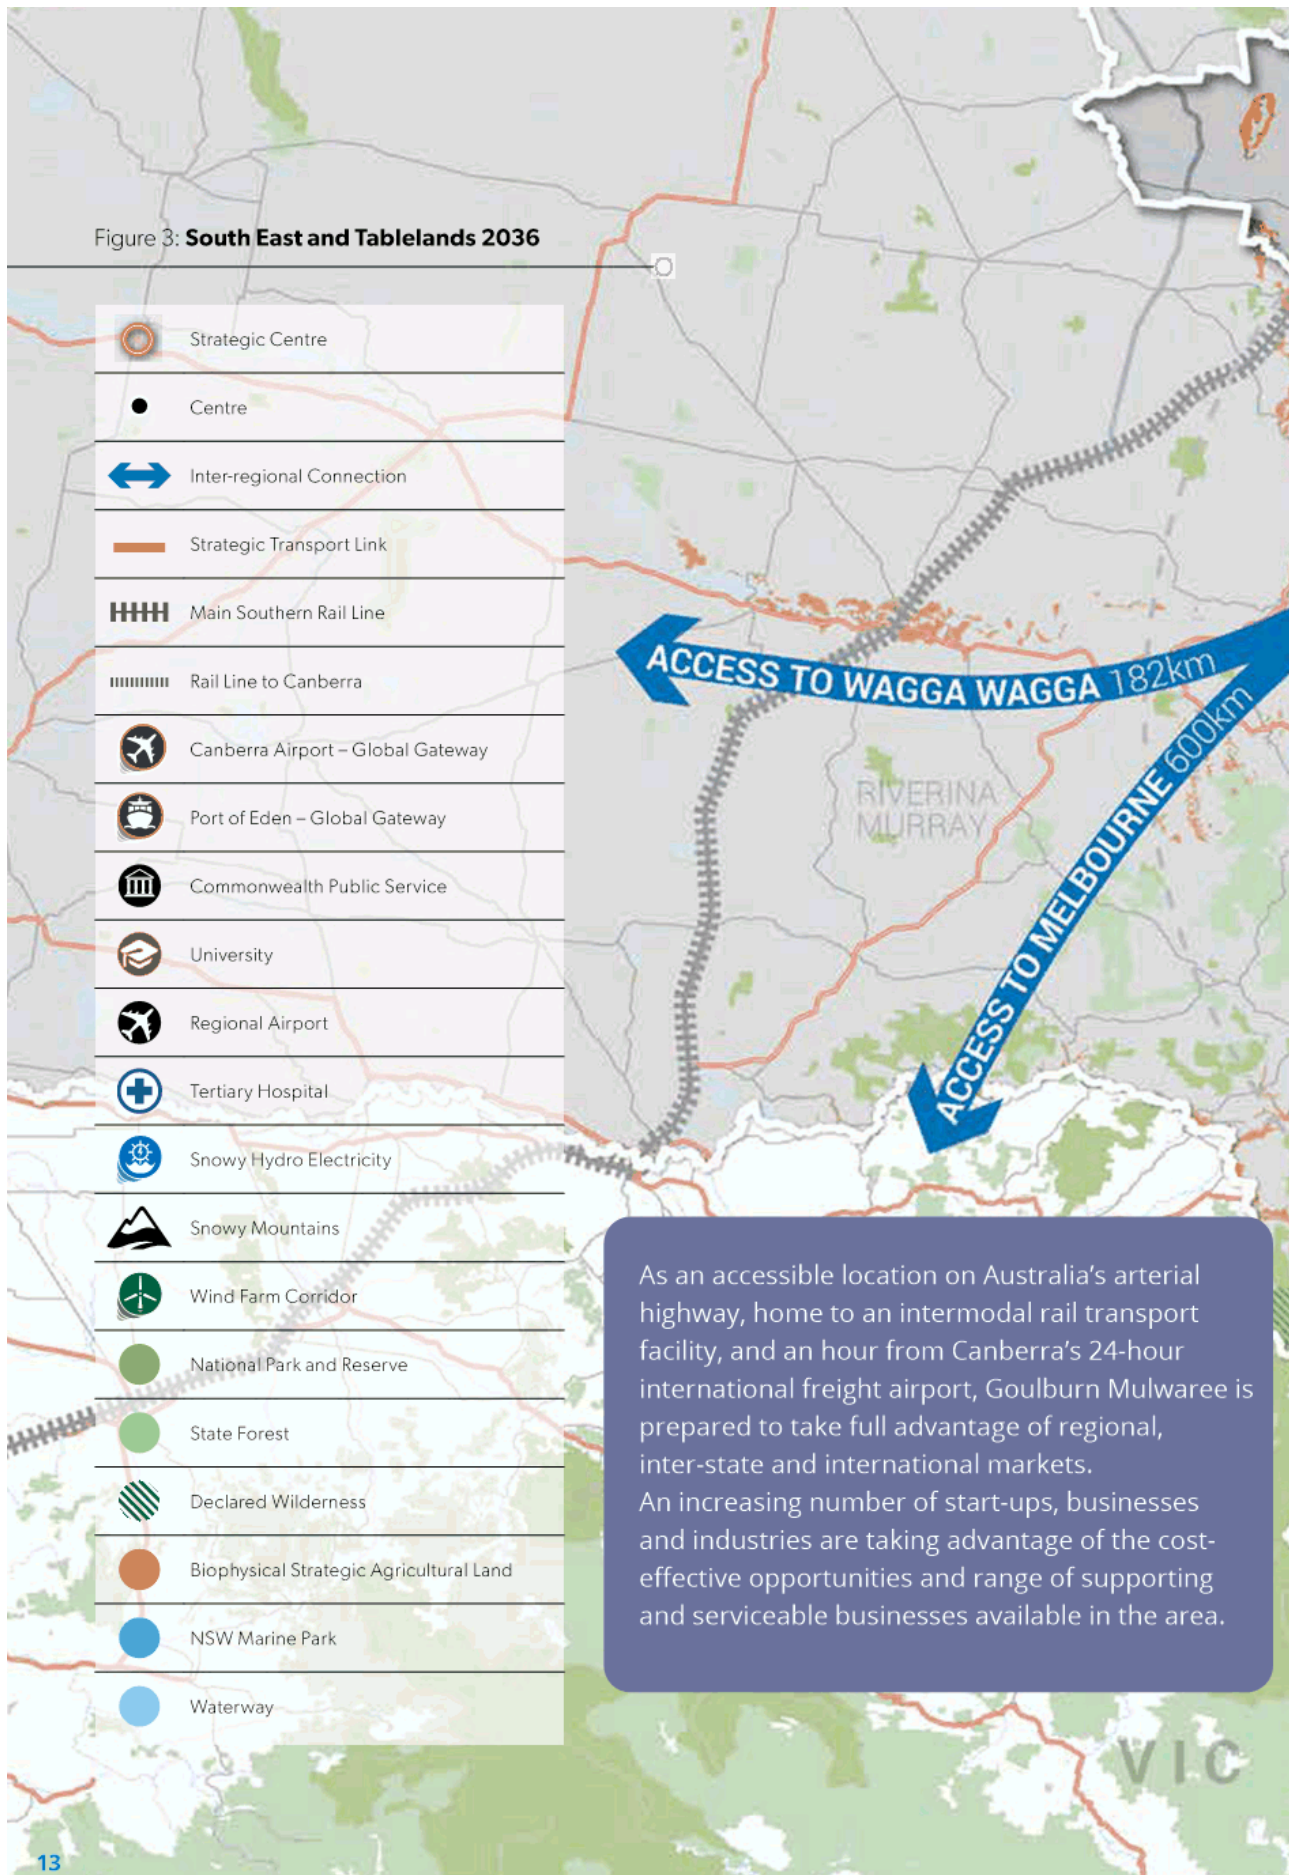 Figure 3: South East and Tablelands 2036
Strategic Centre
Centre
Inter-regional Connection
Strategic Transport Link
Main Southern Rail Line
Rail Line to Canberra
Canberra Airport – Global Gateway
Port of Eden – Global Gateway
Commonwealth Public Service
University
Regional Airport
Tertiary Hospital
Snowy Hydro Electricity
Snowy Mountains
Wind Farm Corridor
National Park and Reserve
State Forest
Declared Wilderness
Biophysical Strategic Agricultural Land
NSW Marine Park
Waterway
ACCESS TO WAGGA WAGGA 182km
ACCESS TO MELBOURNE 600km
RIVERINA
MURRAY
As an accessible location on Australia’s arterial
highway, home to an intermodal rail transport
facility, and an hour from Canberra’s 24-hour
international freight airport, Goulburn Mulwaree is
prepared to take full advantage of regional,
inter-state and international markets.
An increasing number of start-ups, businesses
and industries are taking advantage of the cost-
effective opportunities and range of supporting
and serviceable businesses available in the area.
VIC
13